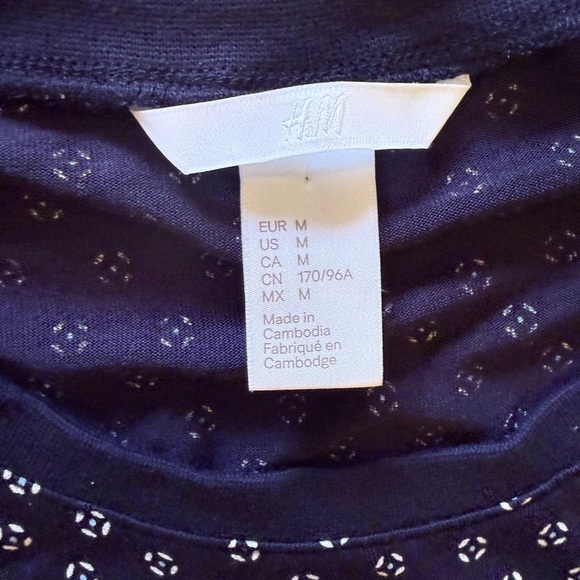 H&M
EUR M
US M
CA M
CN 170/96A
MX M
Made in
Cambodia
Fabriqué en
Cambodge